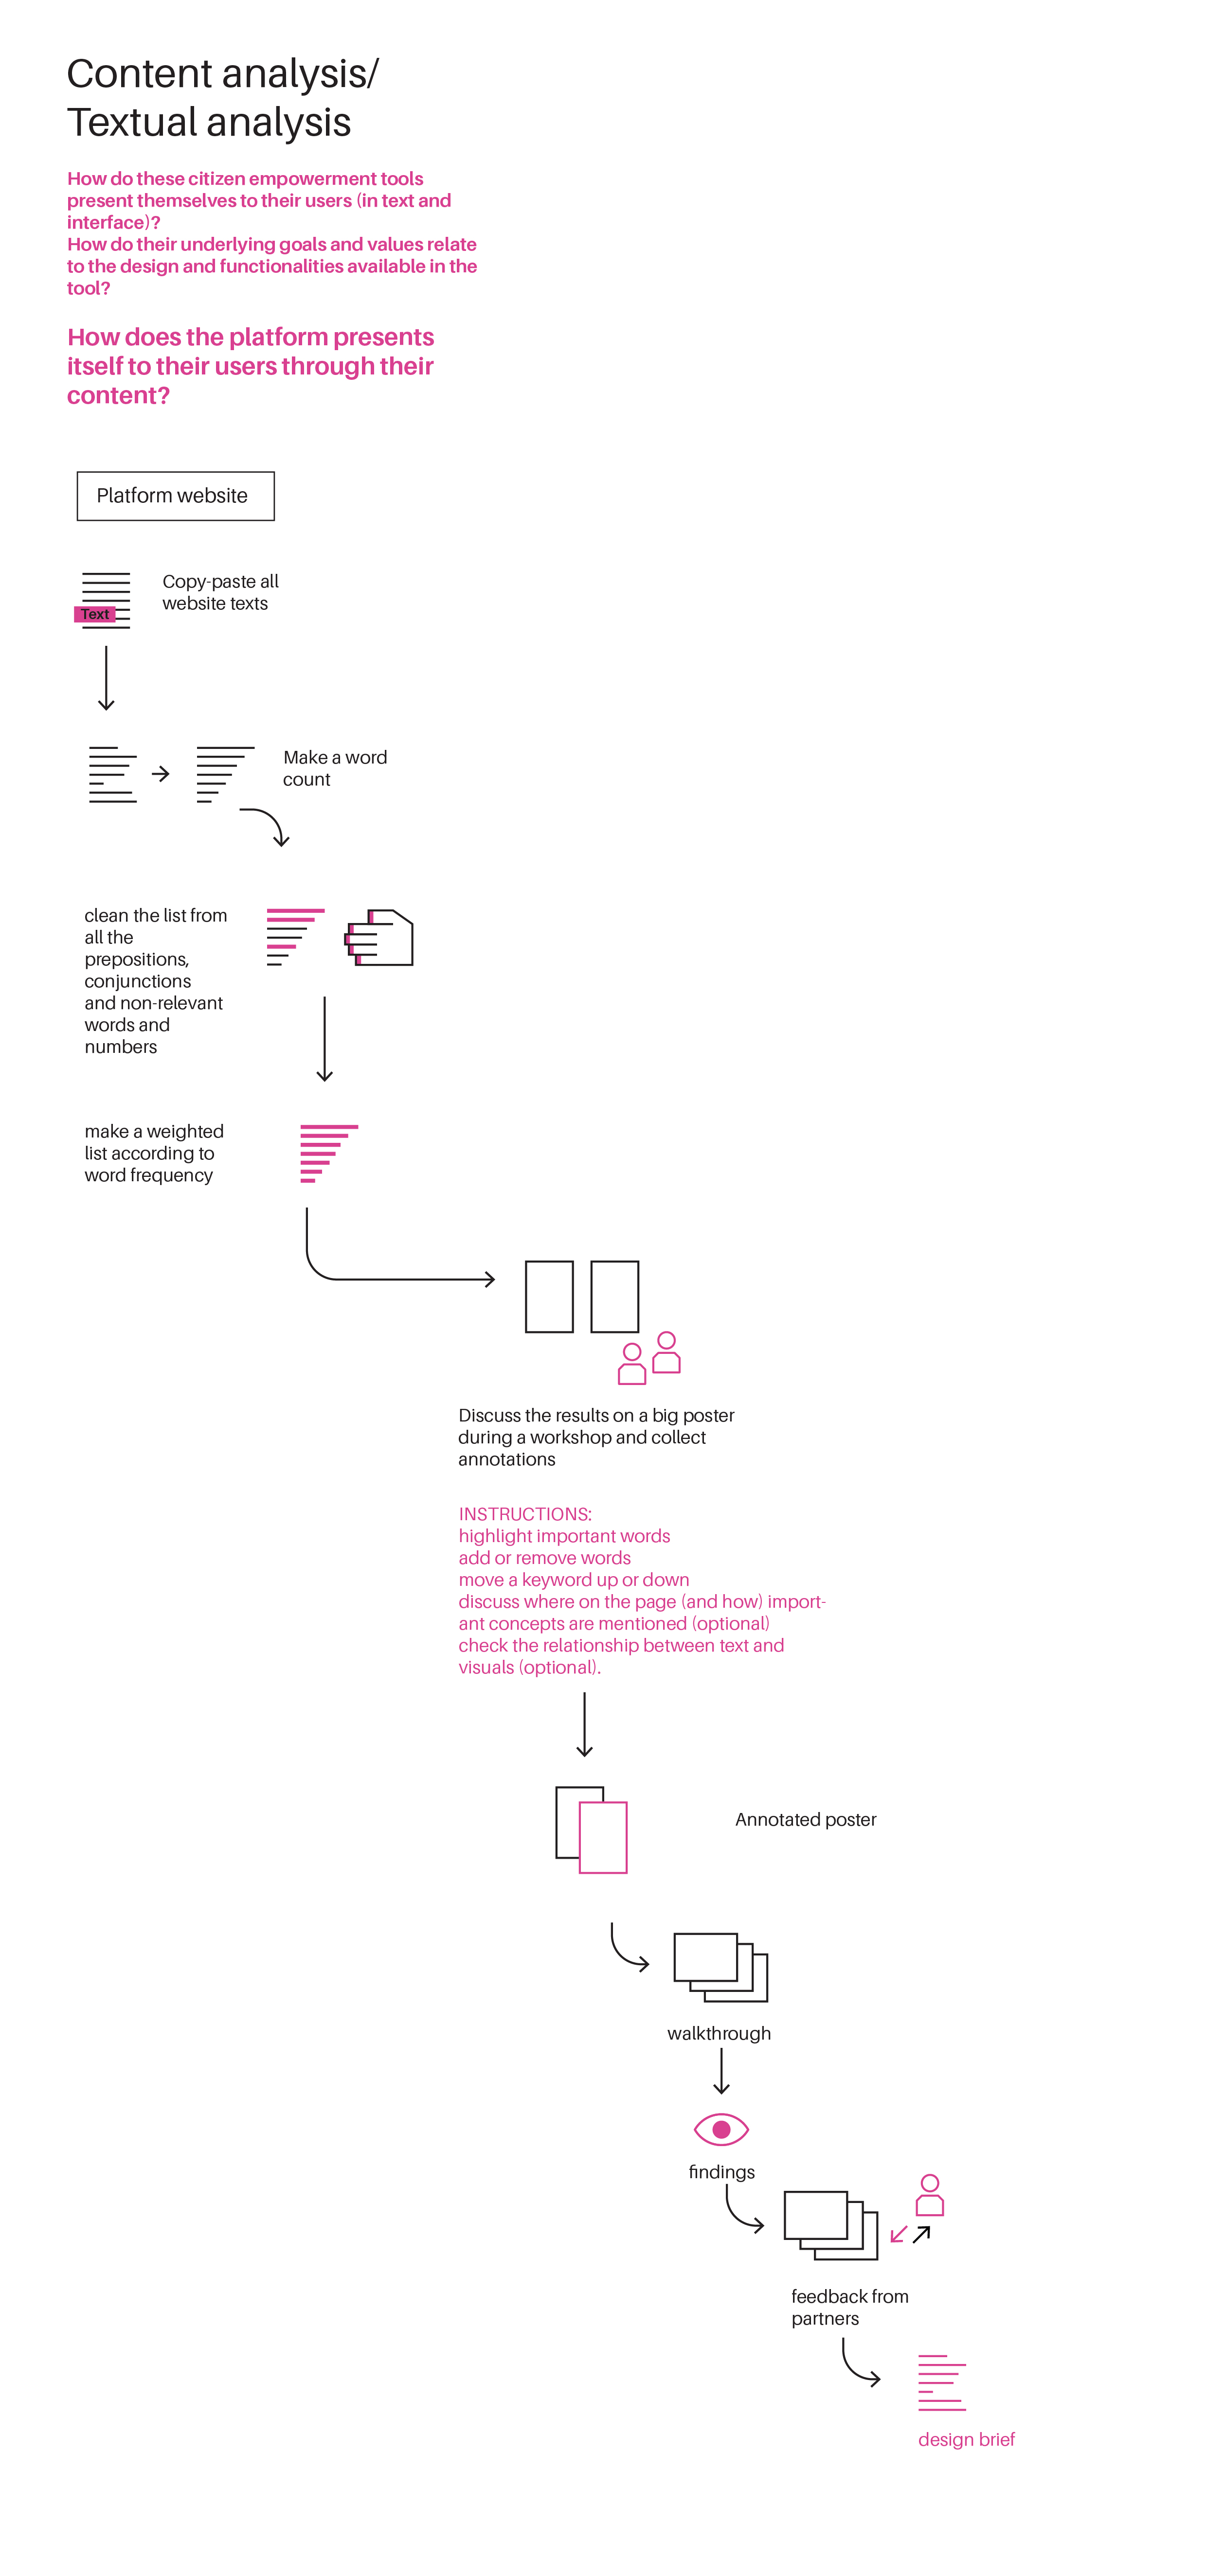 Content analysis/
Textual analysis
How do these citizen empowerment tools
present themselves to their users (in text and
interface)?
How do their underlying goals and values relate
to the design and functionalities available in the
tool?
How does the platform presents
itself to their users through their
content?
Platform website
Copy-paste all
website texts
Text
Make a word
count
clean the list from
all the
prepositions,
conjunctions
and non-relevant
words and
numbers
make a weighted
list according to
word frequency
Discuss the results on a big poster
during a workshop and collect
annotations
INSTRUCTIONS:
highlight important words
add or remove words
move a keyword up or down
discuss where on the page (and how) import-
ant concepts are mentioned (optional)
check the relationship between text and
visuals (optional).
Annotated poster
walkthrough
findings
feedback from
partners
design brief